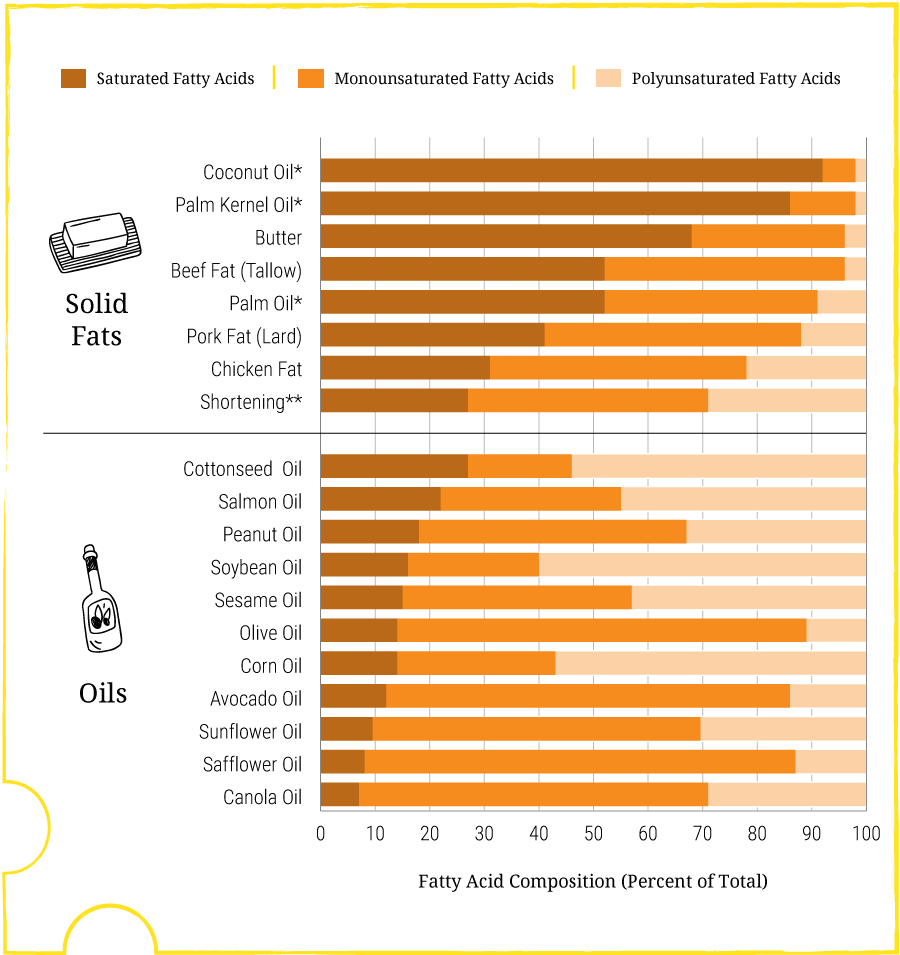 Saturated Fatty Acids
Monounsaturated Fatty Acids
Polyunsaturated Fatty Acids
Coconut Oil*
Palm Kernel Oil*
Butter
Beef Fat (Tallow)
Palm Oil*
Pork Fat (Lard)
Chicken Fat
Shortening**
Solid
Fats
Cottonseed  Oil
Salmon Oil
Peanut Oil
Soybean Oil
Sesame Oil
Olive Oil
Corn Oil
Avocado Oil
Sunflower Oil
Safflower Oil
Canola Oil
Oils
0 10 20 30 40 50 60 70 80 90 100
Fatty Acid Composition (Percent of Total)